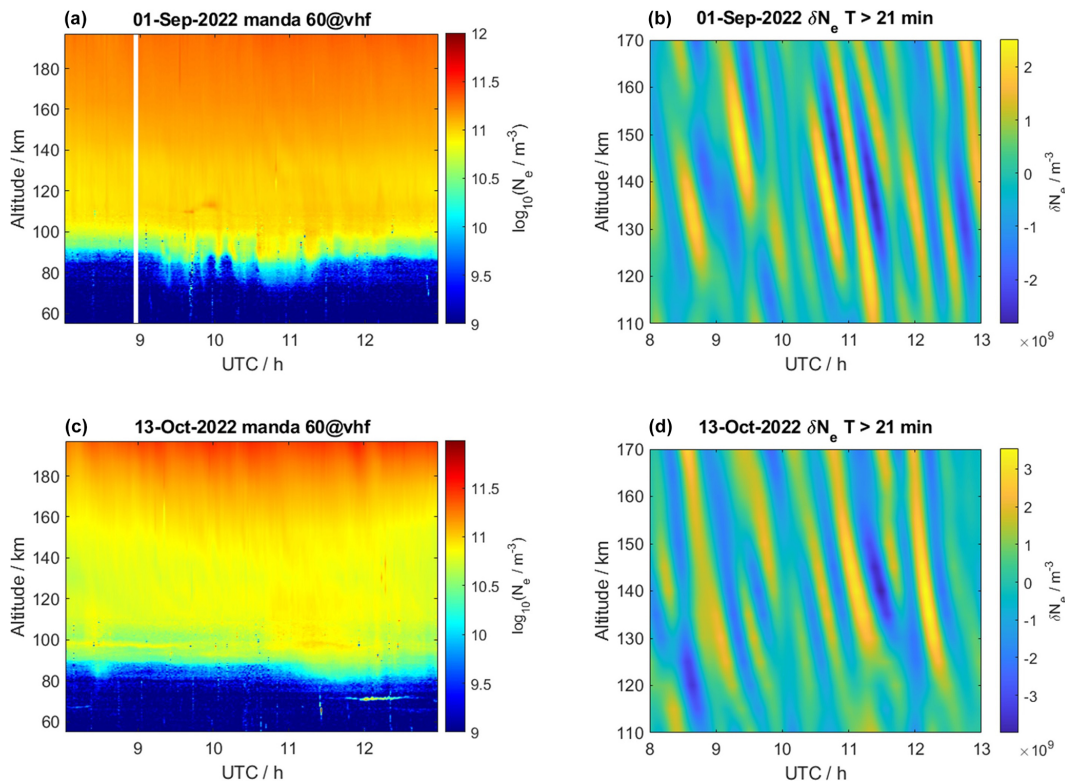 (a) 01-Sep-2022 manda 60@vhf
180
160
140
120
100
80
60
Altitude / km
9 10 11 12
UTC / h
12
11.5
11
10.5
10
9.5
9
log₁₀(Nₑ / m⁻³)
(b) 01-Sep-2022 δNₑ T > 21 min
170
160
150
140
130
120
110
Altitude / km
8 9 10 11 12 13
UTC / h
2
1
0
-1
-2
×10⁹
δNₑ / m⁻³
(c) 13-Oct-2022 manda 60@vhf
180
160
140
120
100
80
60
Altitude / km
9 10 11 12
UTC / h
11.5
11
10.5
10
9.5
9
log₁₀(Nₑ / m⁻³)
(d) 13-Oct-2022 δNₑ T > 21 min
170
160
150
140
130
120
110
Altitude / km
8 9 10 11 12 13
UTC / h
3
2
1
0
-1
-2
-3
×10⁹
δNₑ / m⁻³